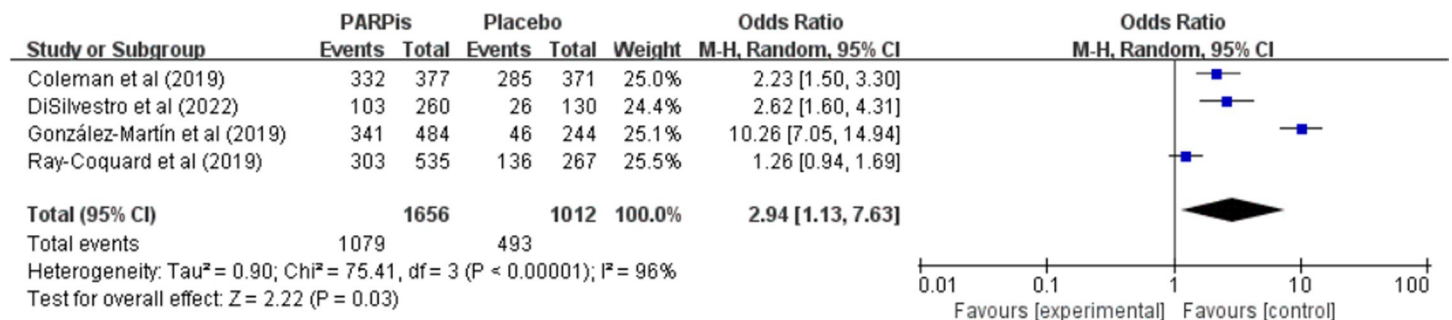 PARPis Placebo Odds Ratio Odds Ratio
Study or Subgroup Events Total Events Total Weight M-H, Random, 95% CI M-H, Random, 95% CI
Coleman et al (2019) 332 377 285 371 25.0% 2.23 [1.50, 3.30]
DiSilvestro et al (2022) 103 260 26 130 24.4% 2.62 [1.60, 4.31]
González-Martín et al (2019) 341 484 46 244 25.1% 10.26 [7.05, 14.94]
Ray-Coquard et al (2019) 303 535 136 267 25.5% 1.26 [0.94, 1.69]
Total (95% CI) 1656 1012 100.0% 2.94 [1.13, 7.63]
Total events 1079 493
Heterogeneity: Tau² = 0.90; Chi² = 75.41, df = 3 (P < 0.00001); I² = 96%
Test for overall effect: Z = 2.22 (P = 0.03)
0.01 0.1 1 10 100
Favours [experimental] Favours [control]